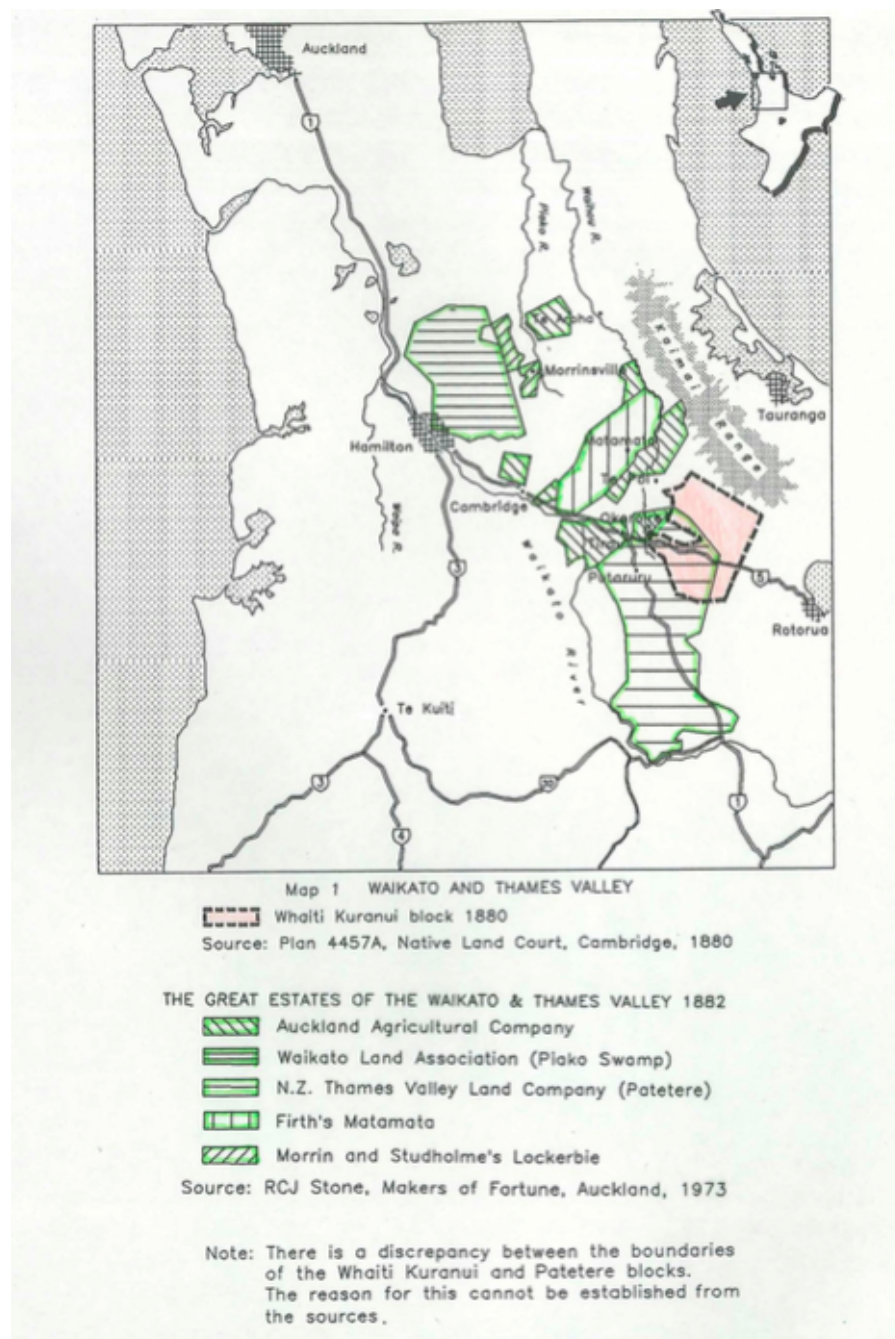 Auckland
1
Piako R.
Waihou R.
Te Aroha
Kaimai Range
Morrinsville
Tauranga
Matamata
Hamilton
Cambridge
Waipa R.
Waikato River
Putaruru
3
5
Rotorua
Te Kuiti
3
30
4
1
Map 1 WAIKATO AND THAMES VALLEY
Whaiti Kuranui block 1880
Source: Plan 4457A, Native Land Court, Cambridge, 1880
THE GREAT ESTATES OF THE WAIKATO & THAMES VALLEY 1882
Auckland Agricultural Company
Waikato Land Association (Piako Swamp)
N.Z. Thames Valley Land Company (Patetere)
Firth's Matamata
Morrin and Studholme's Lockerbie
Source: RCJ Stone, Makers of Fortune, Auckland, 1973
Note: There is a discrepancy between the boundaries
of the Whaiti Kuranui and Patetere blocks.
The reason for this cannot be established from
the sources.